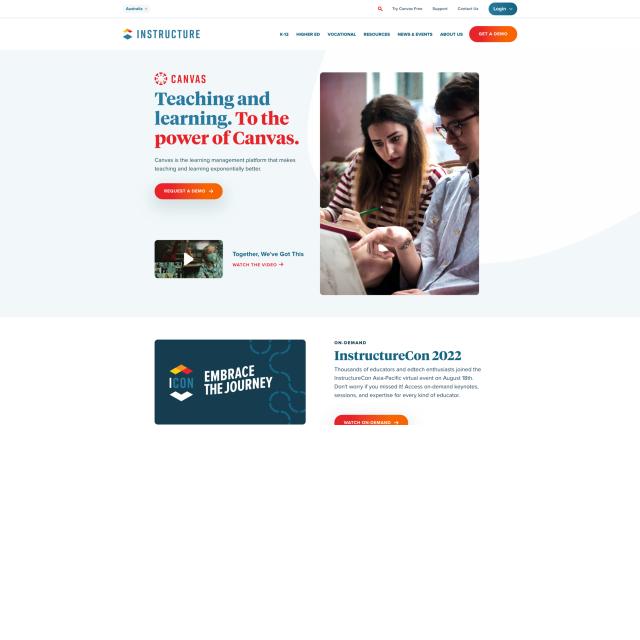 Australia
Try Canvas Free
Support
Contact Us
Login
INSTRUCTURE
K-12
HIGHER ED
VOCATIONAL
RESOURCES
NEWS & EVENTS
ABOUT US
GET A DEMO
CANVAS
Teaching and
learning. To the
power of Canvas.
Canvas is the learning management platform that makes
teaching and learning exponentially better.
REQUEST A DEMO
Together, We've Got This
WATCH THE VIDEO
ICON
EMBRACE
THE JOURNEY
ON-DEMAND
InstructureCon 2022
Thousands of educators and edtech enthusiasts joined the
InstructureCon Asia-Pacific virtual event on August 18th.
Don't worry if you missed it! Access on-demand keynotes,
sessions, and expertise for every kind of educator.
WATCH ON-DEMAND